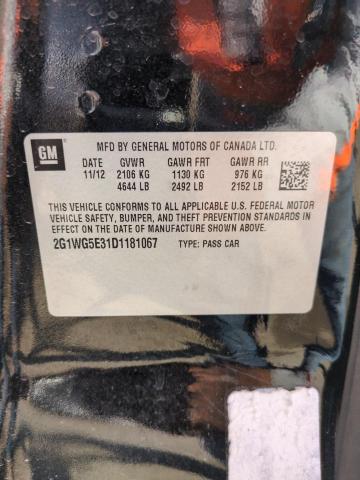 GM
MFD BY GENERAL MOTORS OF CANADA LTD.
DATE GVWR GAWR FRT GAWR RR
11/12 2106 KG 1130 KG 976 KG
4644 LB 2492 LB 2152 LB
THIS VEHICLE CONFORMS TO ALL APPLICABLE U.S. FEDERAL MOTOR
VEHICLE SAFETY, BUMPER, AND THEFT PREVENTION STANDARDS
IN EFFECT ON THE DATE OF MANUFACTURE SHOWN ABOVE.
2G1WG5E31D1181067 TYPE: PASS CAR